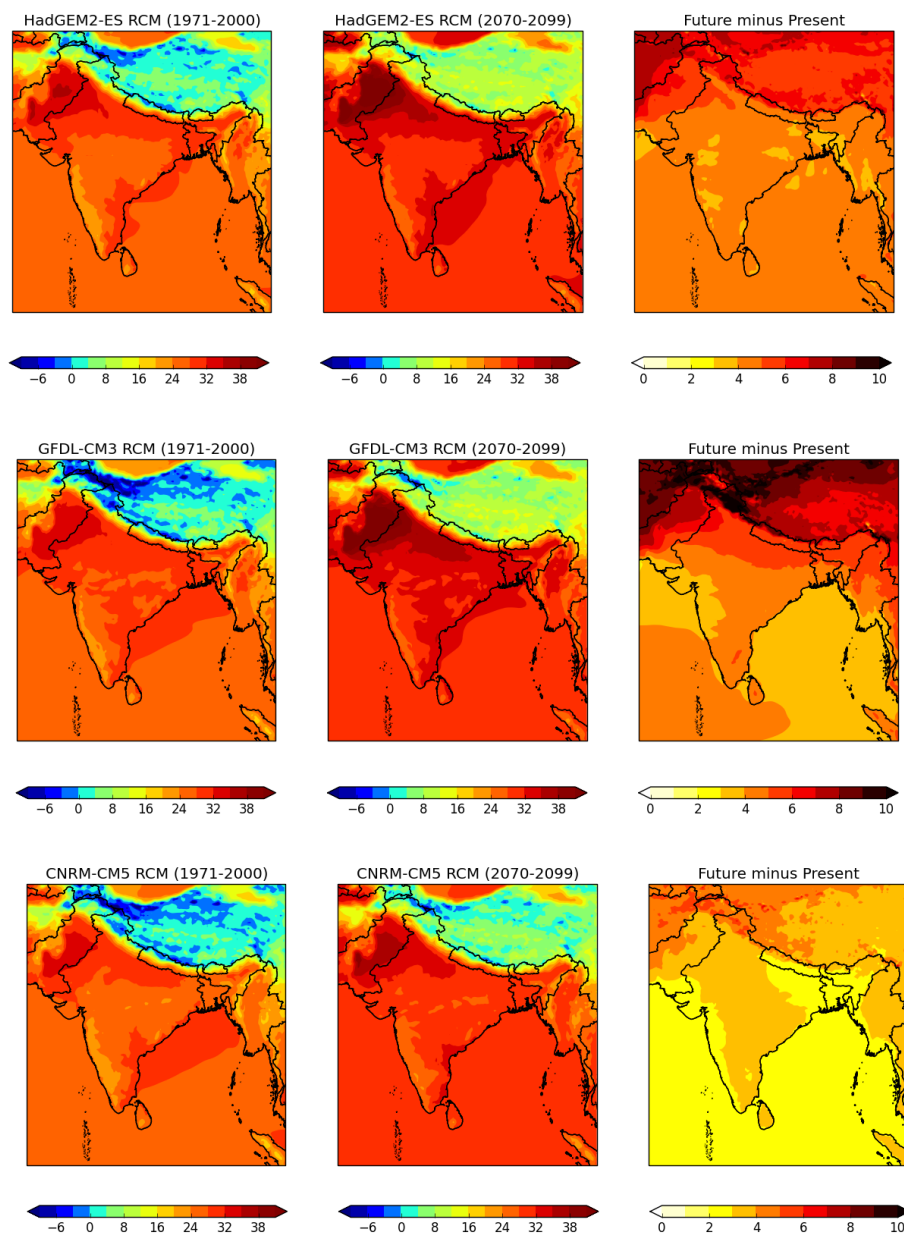 HadGEM2-ES RCM (1971-2000) HadGEM2-ES RCM (2070-2099) Future minus Present
−6 0 8 16 24 32 38 −6 0 8 16 24 32 38 0 2 4 6 8 10
GFDL-CM3 RCM (1971-2000) GFDL-CM3 RCM (2070-2099) Future minus Present
−6 0 8 16 24 32 38 −6 0 8 16 24 32 38 0 2 4 6 8 10
CNRM-CM5 RCM (1971-2000) CNRM-CM5 RCM (2070-2099) Future minus Present
−6 0 8 16 24 32 38 −6 0 8 16 24 32 38 0 2 4 6 8 10